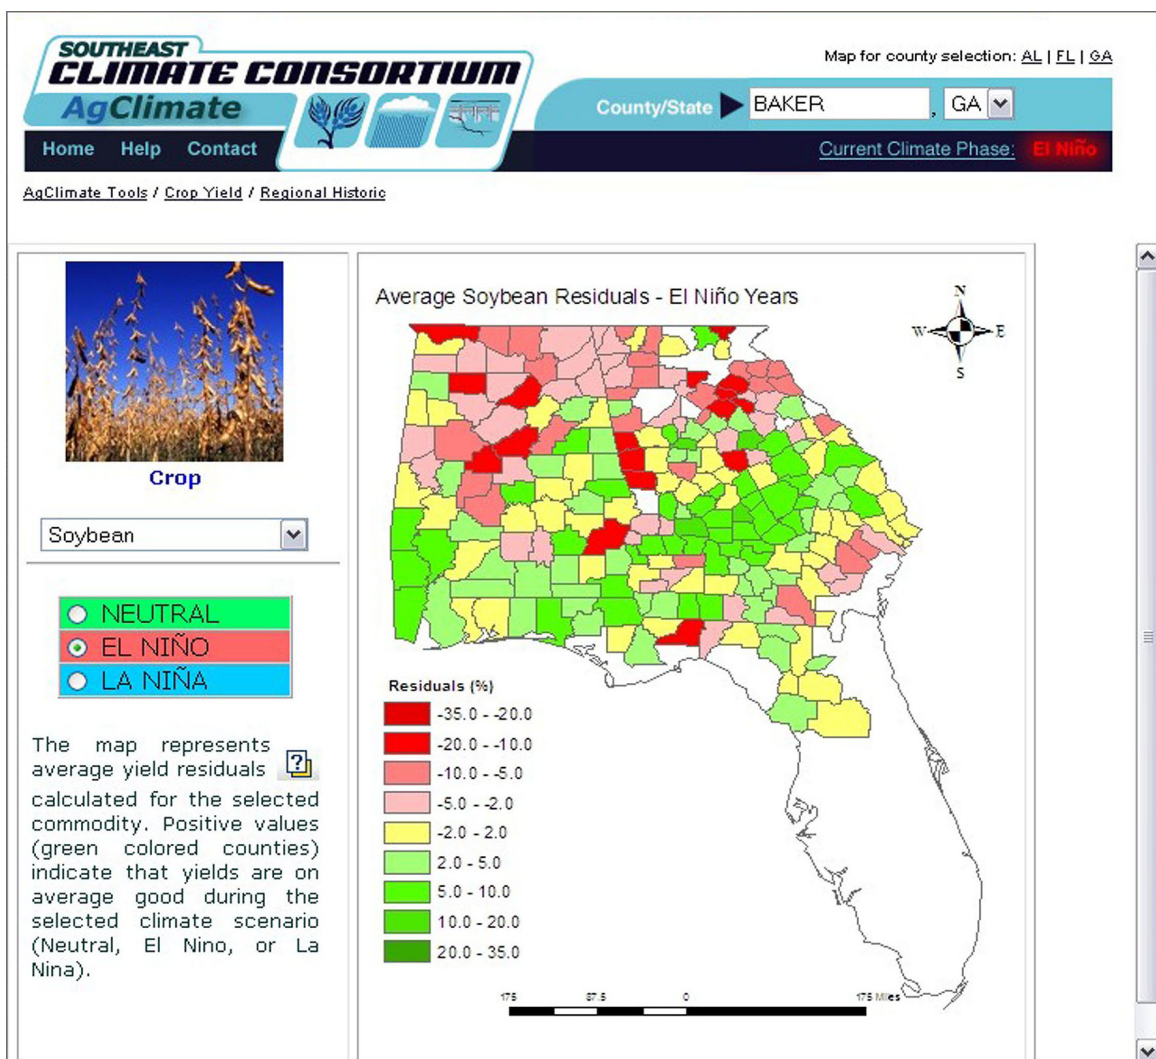 SOUTHEAST
CLIMATE CONSORTIUM
AgClimate
Map for county selection: AL | FL | GA
County/State BAKER , GA
Home Help Contact
Current Climate Phase: El Niño
AgClimate Tools / Crop Yield / Regional Historic
Crop
Soybean
NEUTRAL
EL NIÑO
LA NIÑA
The map represents
average yield residuals ?
calculated for the selected
commodity. Positive values
(green colored counties)
indicate that yields are on
average good during the
selected climate scenario
(Neutral, El Nino, or La
Nina).
Average Soybean Residuals - El Niño Years
N
W E
S
Residuals (%)
-35.0 - -20.0
-20.0 - -10.0
-10.0 - -5.0
-5.0 - -2.0
-2.0 - 2.0
2.0 - 5.0
5.0 - 10.0
10.0 - 20.0
20.0 - 35.0
175 87.5 0 175 Miles